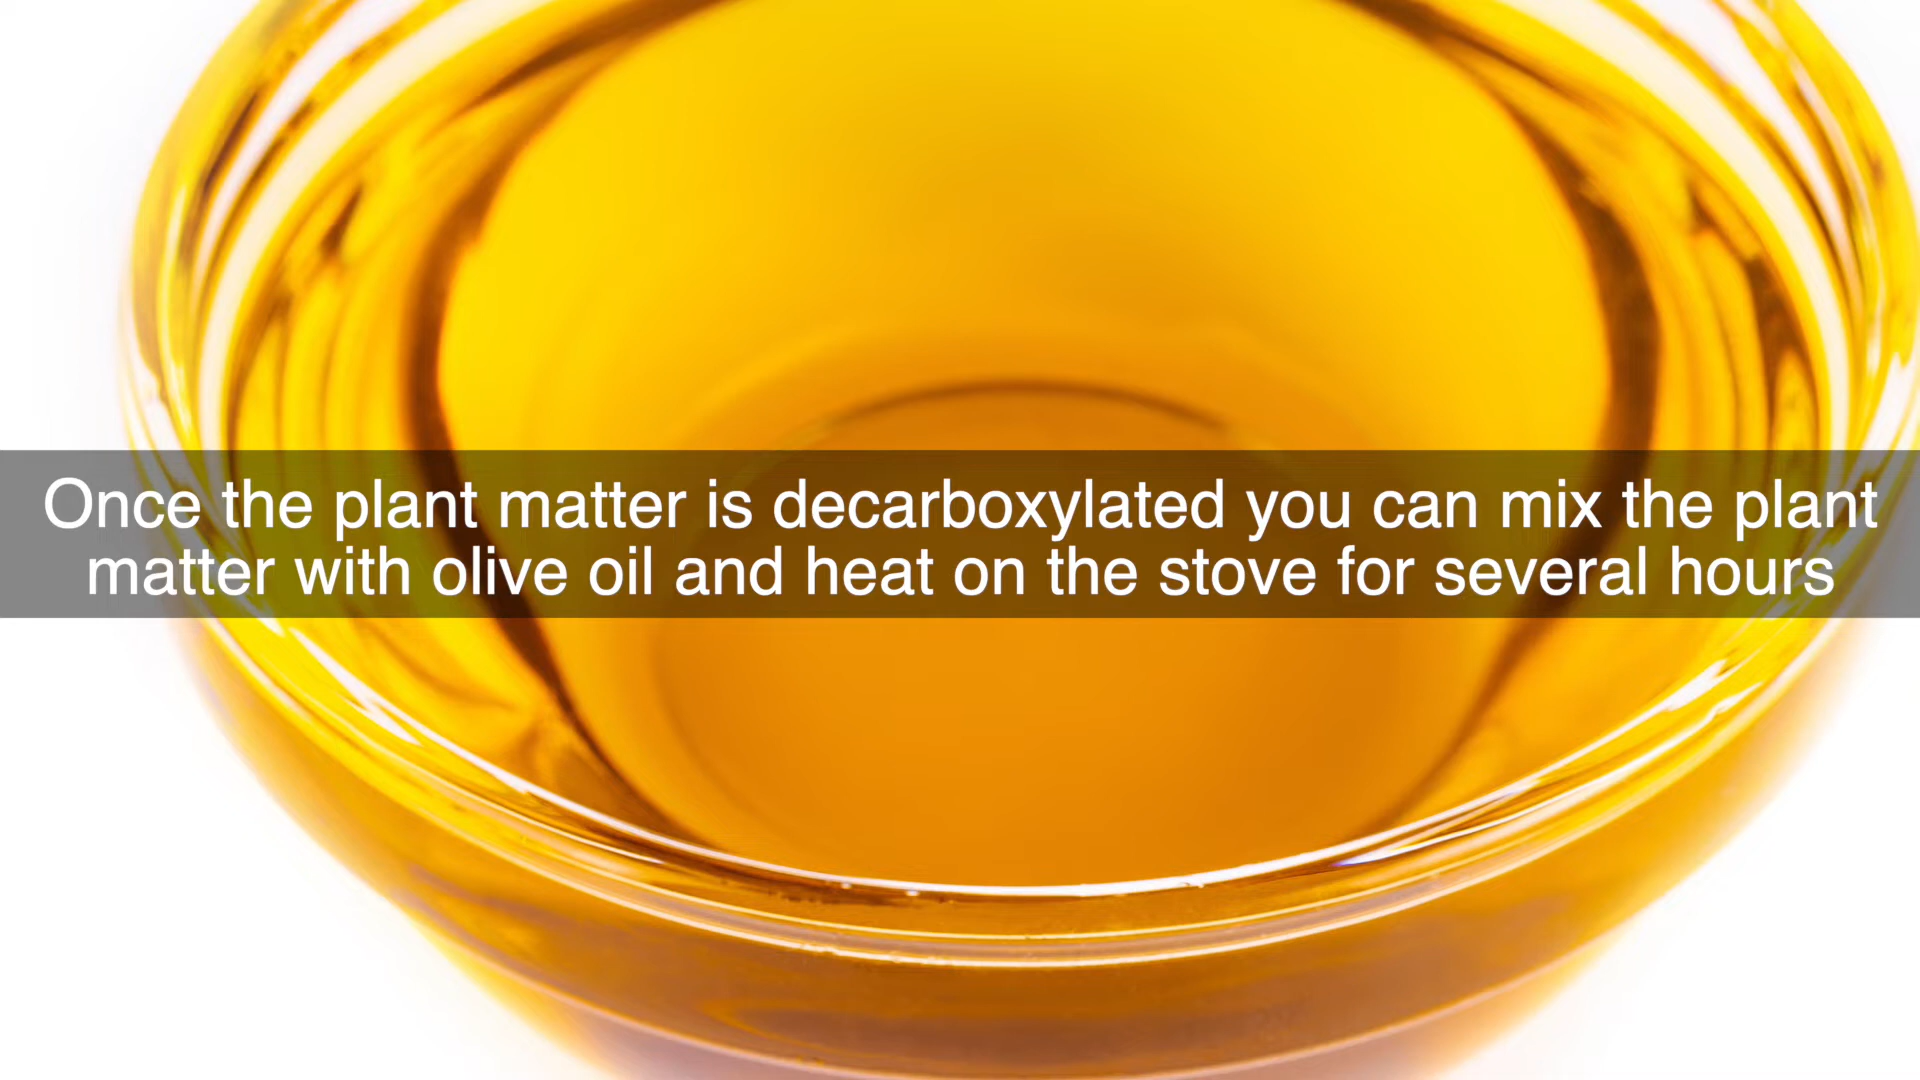 Once the plant matter is decarboxylated you can mix the plant
matter with olive oil and heat on the stove for several hours